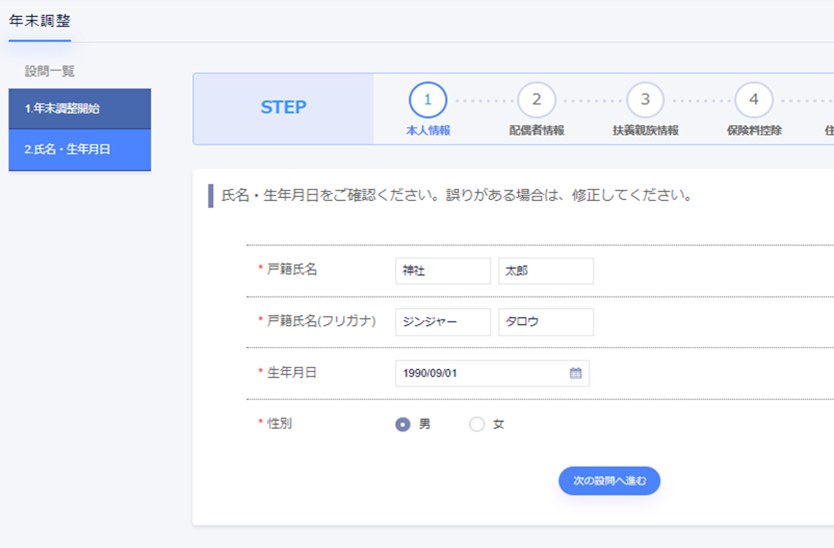 年末調整
設問一覧
1.年末調整開始
2.氏名・生年月日
STEP
1 2 3 4
本人情報 配偶者情報 扶養親族情報 保険料控除
氏名・生年月日をご確認ください。誤りがある場合は、修正してください。
*戸籍氏名 神社 太郎
*戸籍氏名(フリガナ) ジンジャー タロウ
*生年月日 1990/09/01
*性別 男 女
次の設問へ進む